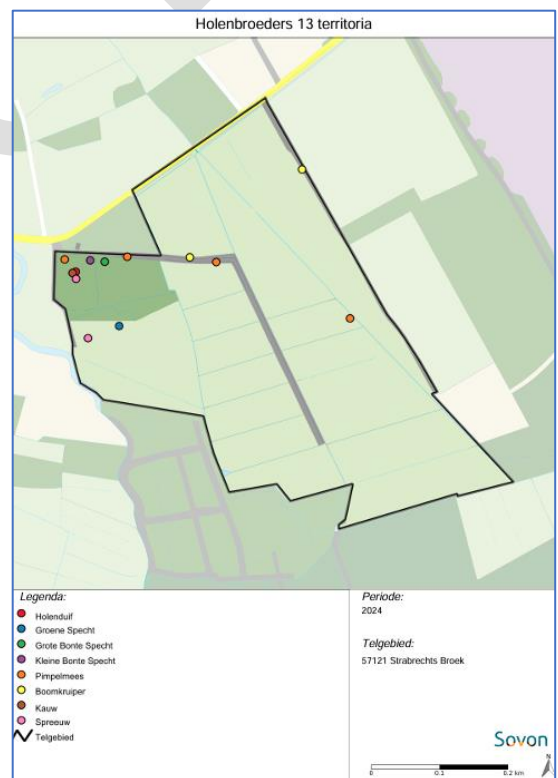 Holenbroeders 13 territoria
Legenda:
Holenduif
Groene Specht
Grote Bonte Specht
Kleine Bonte Specht
Pimpelmees
Boomkruiper
Kauw
Spreeuw
Telgebied
Periode:
2024
Telgebied:
57121 Strabrechts Broek
Sovon
N
0 0.1 0.2 km